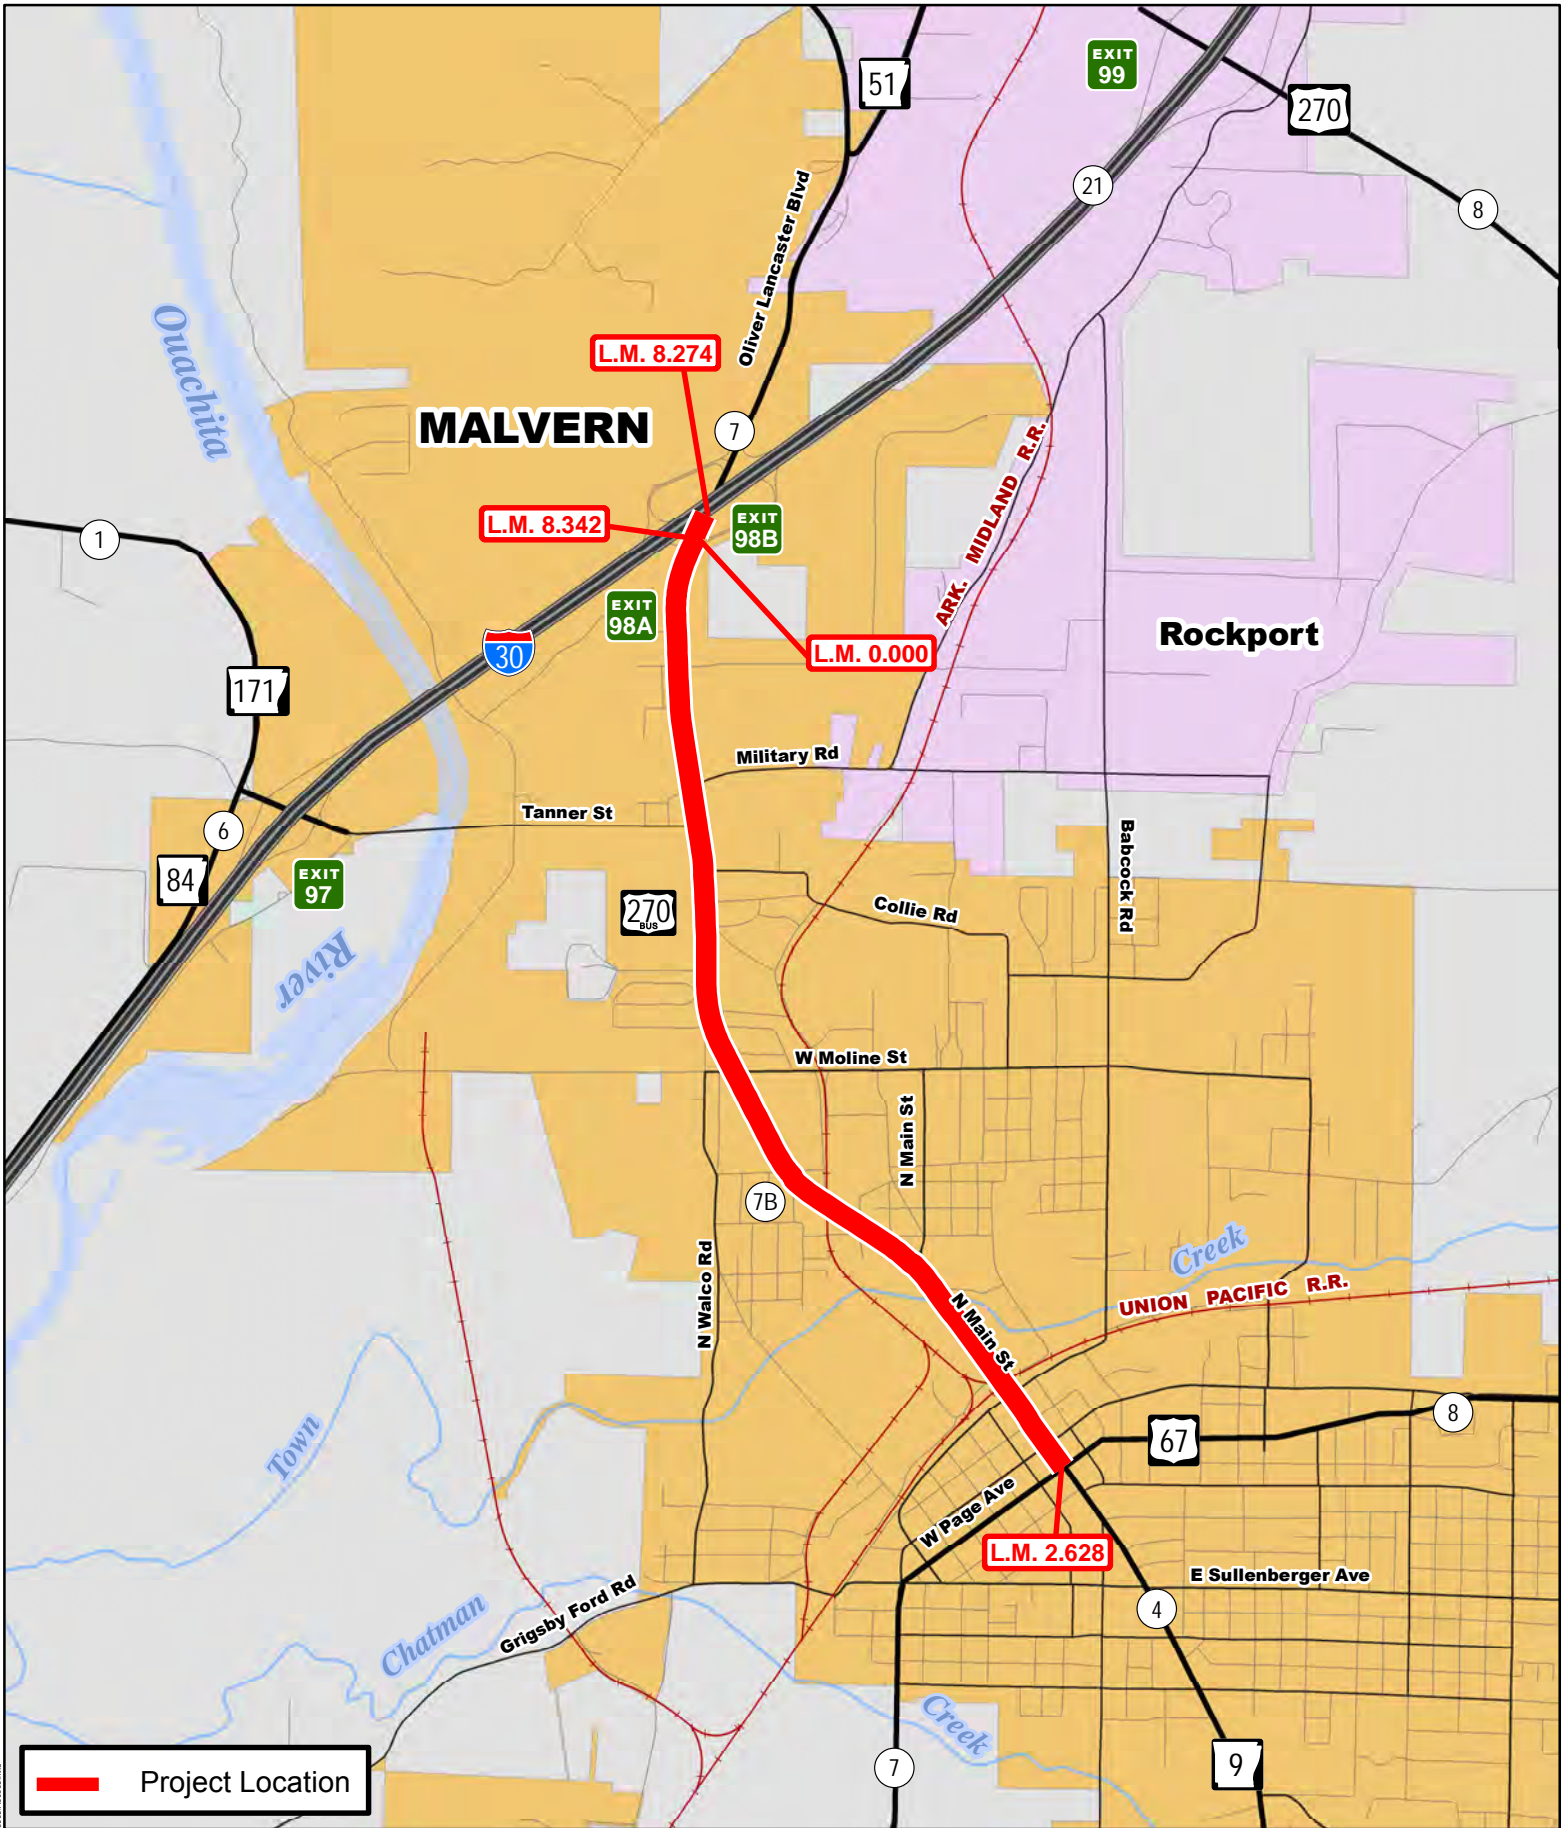 51
EXIT
99
270
21
8
Oliver Lancaster Blvd
Ouachita
L.M. 8.274
MALVERN
7
L.M. 8.342
EXIT
98B
1
ARK. MIDLAND R.R.
EXIT
98A
30
L.M. 0.000
Rockport
171
Military Rd
Tanner St
6
84
EXIT
97
270
BUS
Collie Rd
Babcock Rd
River
W Moline St
N Main St
7B
N Walco Rd
Creek
UNION PACIFIC R.R.
N Main St
Town
67
8
W Page Ave
L.M. 2.628
E Sullenberger Ave
Grigsby Ford Rd
4
Chatman
Creek
7
9
Project Location